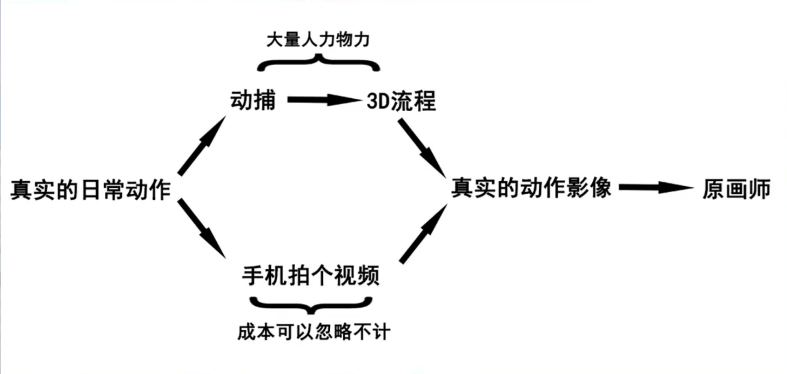 大量人力物力
动捕
3D流程
真实的日常动作
真实的动作影像
原画师
手机拍个视频
成本可以忽略不计